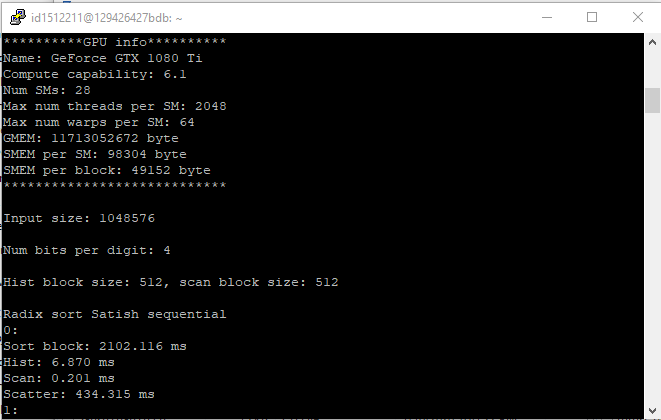 id1512211@129426427bdb: ~
**********GPU info**********
Name: GeForce GTX 1080 Ti
Compute capability: 6.1
Num SMs: 28
Max num threads per SM: 2048
Max num warps per SM: 64
GMEM: 11713052672 byte
SMEM per SM: 98304 byte
SMEM per block: 49152 byte
****************************
Input size: 1048576
Num bits per digit: 4
Hist block size: 512, scan block size: 512
Radix sort Satish sequential
0:
Sort block: 2102.116 ms
Hist: 6.870 ms
Scan: 0.201 ms
Scatter: 434.315 ms
1: